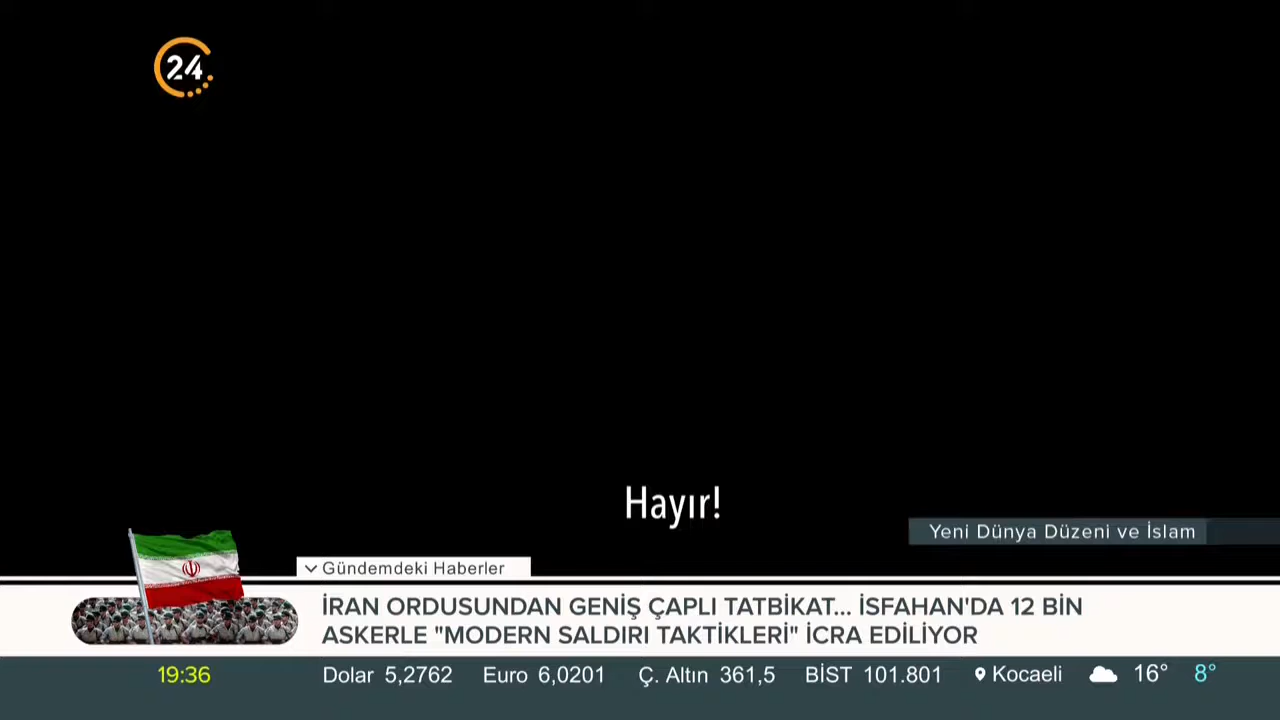 24
Hayır!
Yeni Dünya Düzeni ve İslam
Gündemdeki Haberler
İRAN ORDUSUNDAN GENİŞ ÇAPLI TATBİKAT... İSFAHAN'DA 12 BİN
ASKERLE "MODERN SALDIRI TAKTİKLERİ" İCRA EDİLİYOR
19:36 Dolar 5,2762 Euro 6,0201 Ç. Altın 361,5 BİST 101.801 Kocaeli 16° 8°